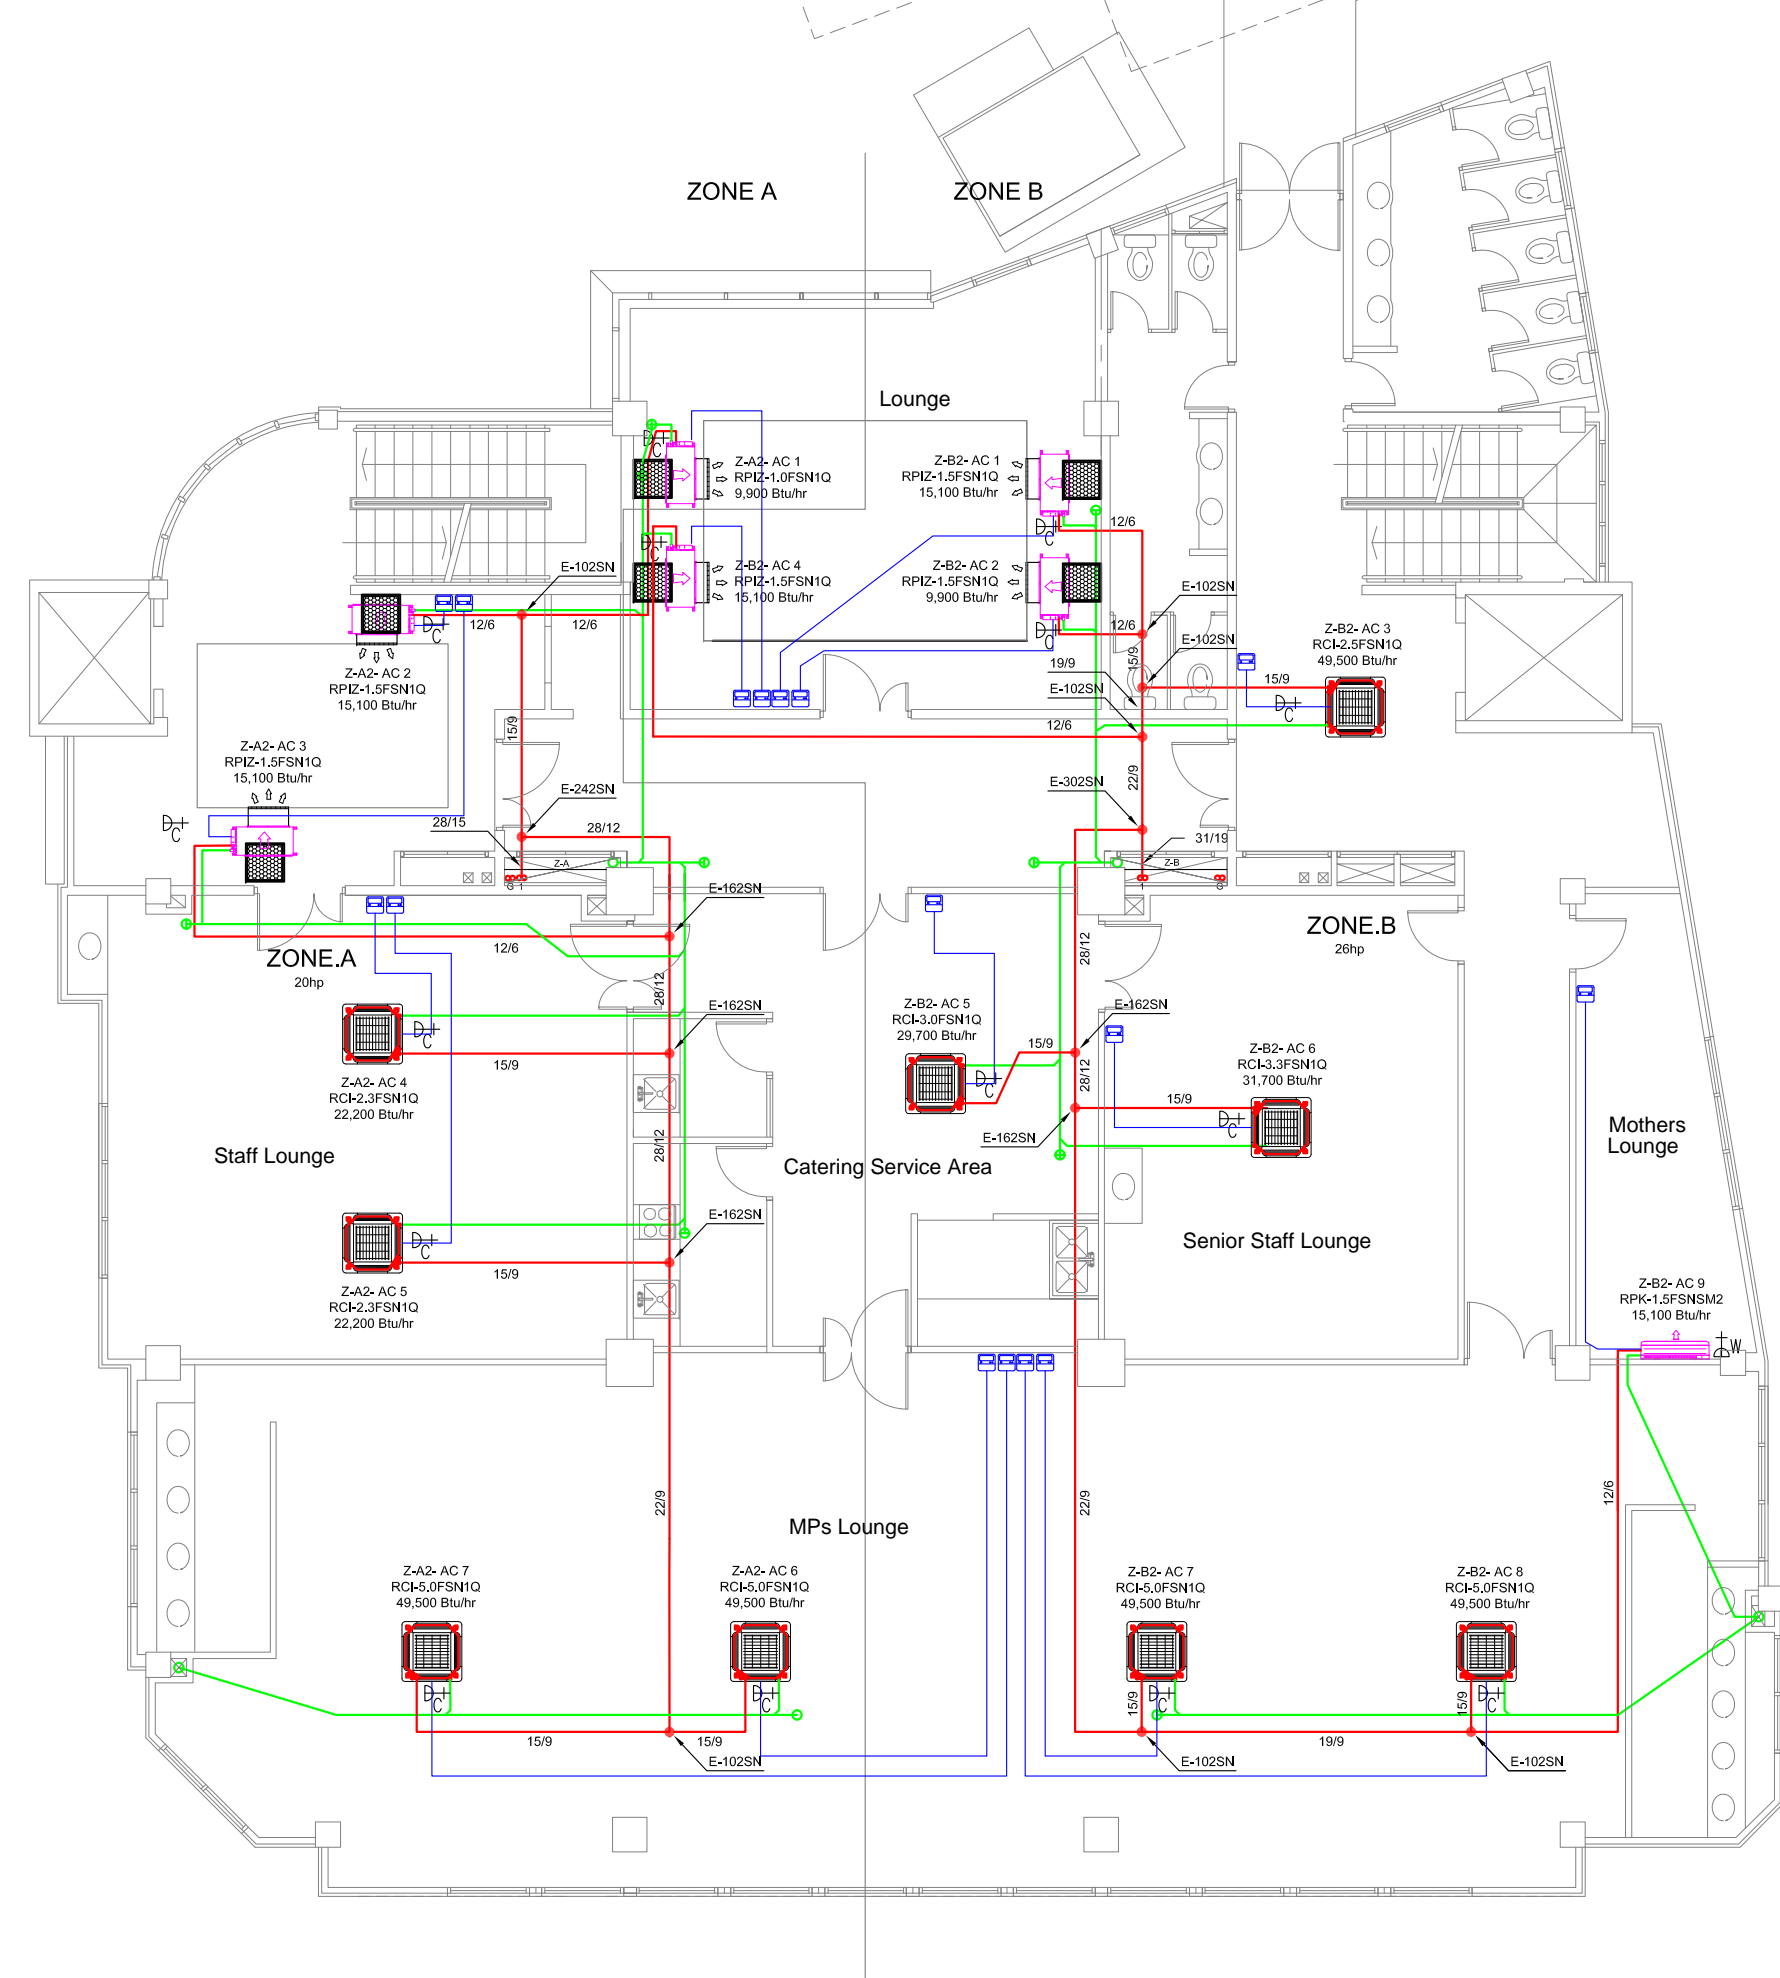 ZONE A
ZONE B
Lounge
Z-A2- AC 1
RPIZ-1.0FSN1Q
9,900 Btu/hr
Z-B2- AC 1
RPIZ-1.5FSN1Q
15,100 Btu/hr
D
C
D
C
12/6
D
C
Z-B2- AC 4
RPIZ-1.5FSN1Q
15,100 Btu/hr
Z-B2- AC 2
RPIZ-1.5FSN1Q
9,900 Btu/hr
E-102SN
E-102SN
12/6
12/6
D
C
D
C
12/6
E-102SN
Z-B2- AC 3
RCI-2.5FSN1Q
49,500 Btu/hr
Z-A2- AC 2
RPIZ-1.5FSN1Q
15,100 Btu/hr
19/9
15/9
E-102SN
15/9
D
C
15/9
12/6
Z-A2- AC 3
RPIZ-1.5FSN1Q
15,100 Btu/hr
E-242SN
22/9
E-302SN
D
C
28/15
28/12
31/19
Z-A
Z-B
G 1
1
G
E-162SN
12/6
ZONE.A
20hp
28/12
28/12
ZONE.B
26hp
E-162SN
Z-A2- AC 4
RCI-2.3FSN1Q
22,200 Btu/hr
D
C
15/9
Z-B2- AC 5
RCI-3.0FSN1Q
29,700 Btu/hr
15/9
E-162SN
D
C
28/12
Z-B2- AC 6
RCI-3.3FSN1Q
31,700 Btu/hr
15/9
D
C
E-162SN
28/12
Staff Lounge
Catering Service Area
Mothers
Lounge
E-162SN
D
C
15/9
Z-A2- AC 5
RCI-2.3FSN1Q
22,200 Btu/hr
Senior Staff Lounge
Z-B2- AC 9
RPK-1.5FSNSM2
15,100 Btu/hr
W
22/9
22/9
12/6
MPs Lounge
Z-A2- AC 7
RCI-5.0FSN1Q
49,500 Btu/hr
Z-A2- AC 6
RCI-5.0FSN1Q
49,500 Btu/hr
Z-B2- AC 7
RCI-5.0FSN1Q
49,500 Btu/hr
Z-B2- AC 8
RCI-5.0FSN1Q
49,500 Btu/hr
D
C
D
C
15/9
D
C
15/9
D
C
15/9
15/9
19/9
E-102SN
E-102SN
E-102SN